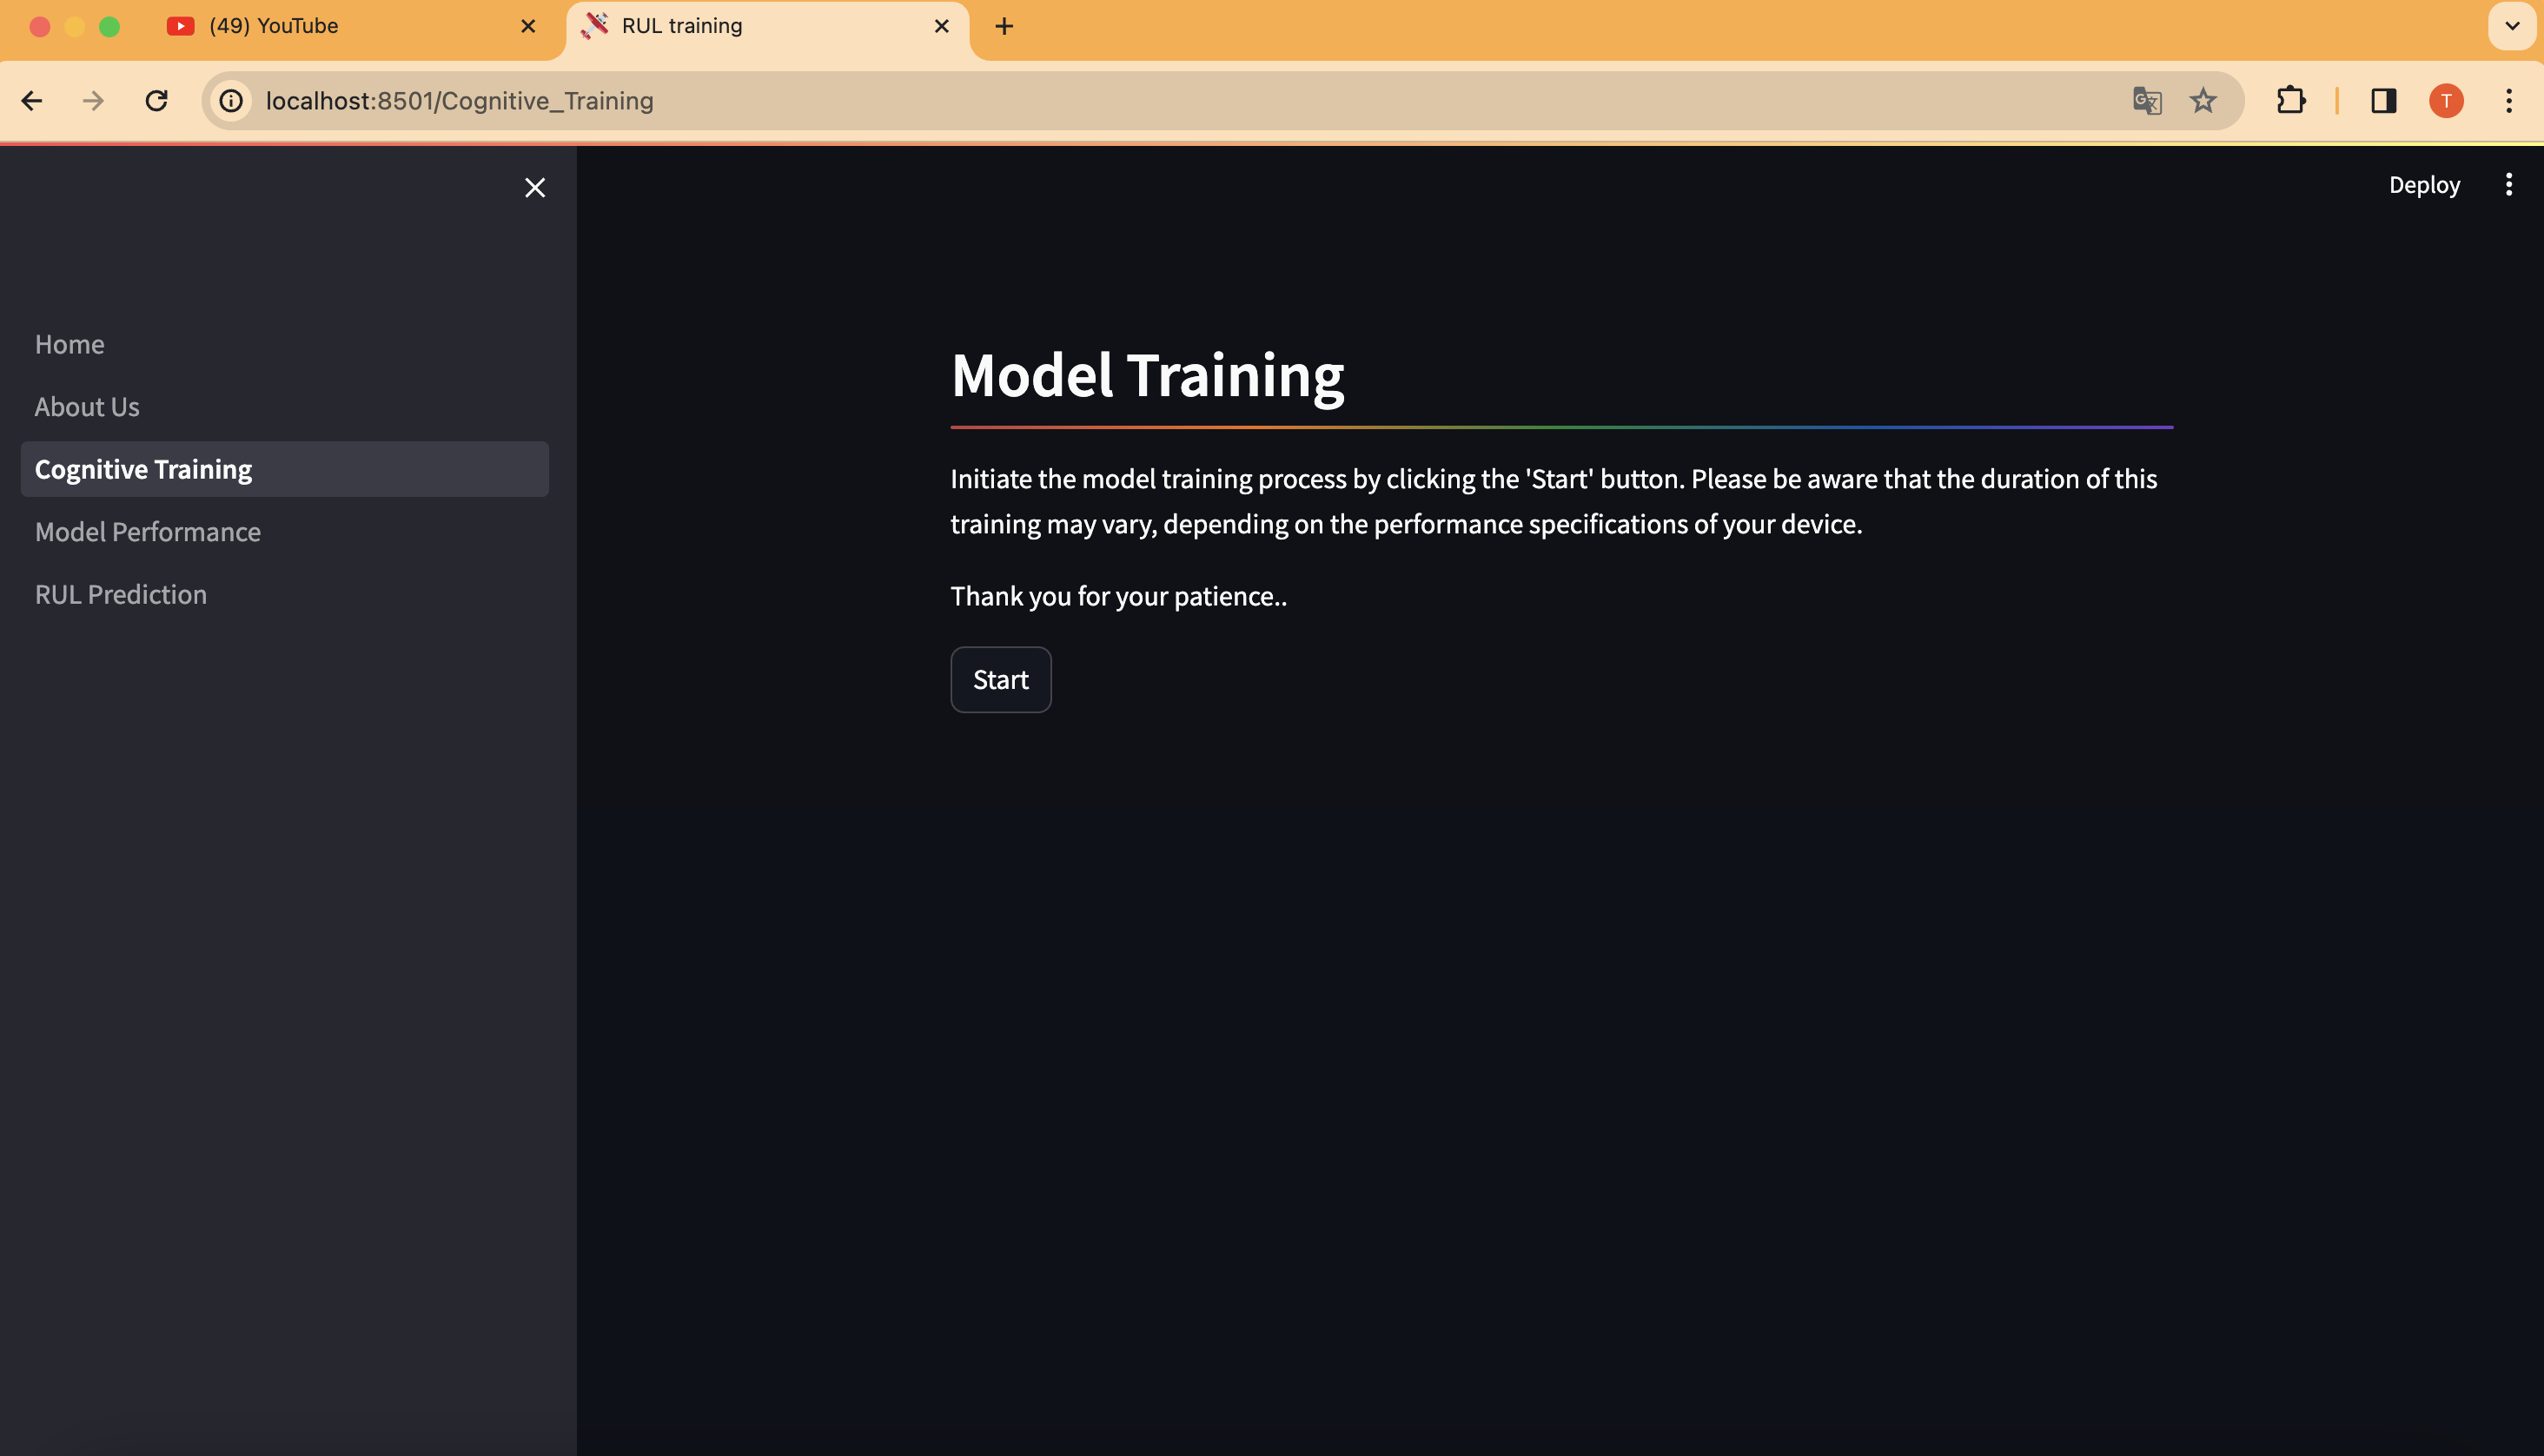 (49) YouTube
RUL training
localhost:8501/Cognitive_Training
T
Deploy
Home
About Us
Cognitive Training
Model Performance
RUL Prediction
Model Training
Initiate the model training process by clicking the 'Start' button. Please be aware that the duration of this
training may vary, depending on the performance specifications of your device.
Thank you for your patience..
Start